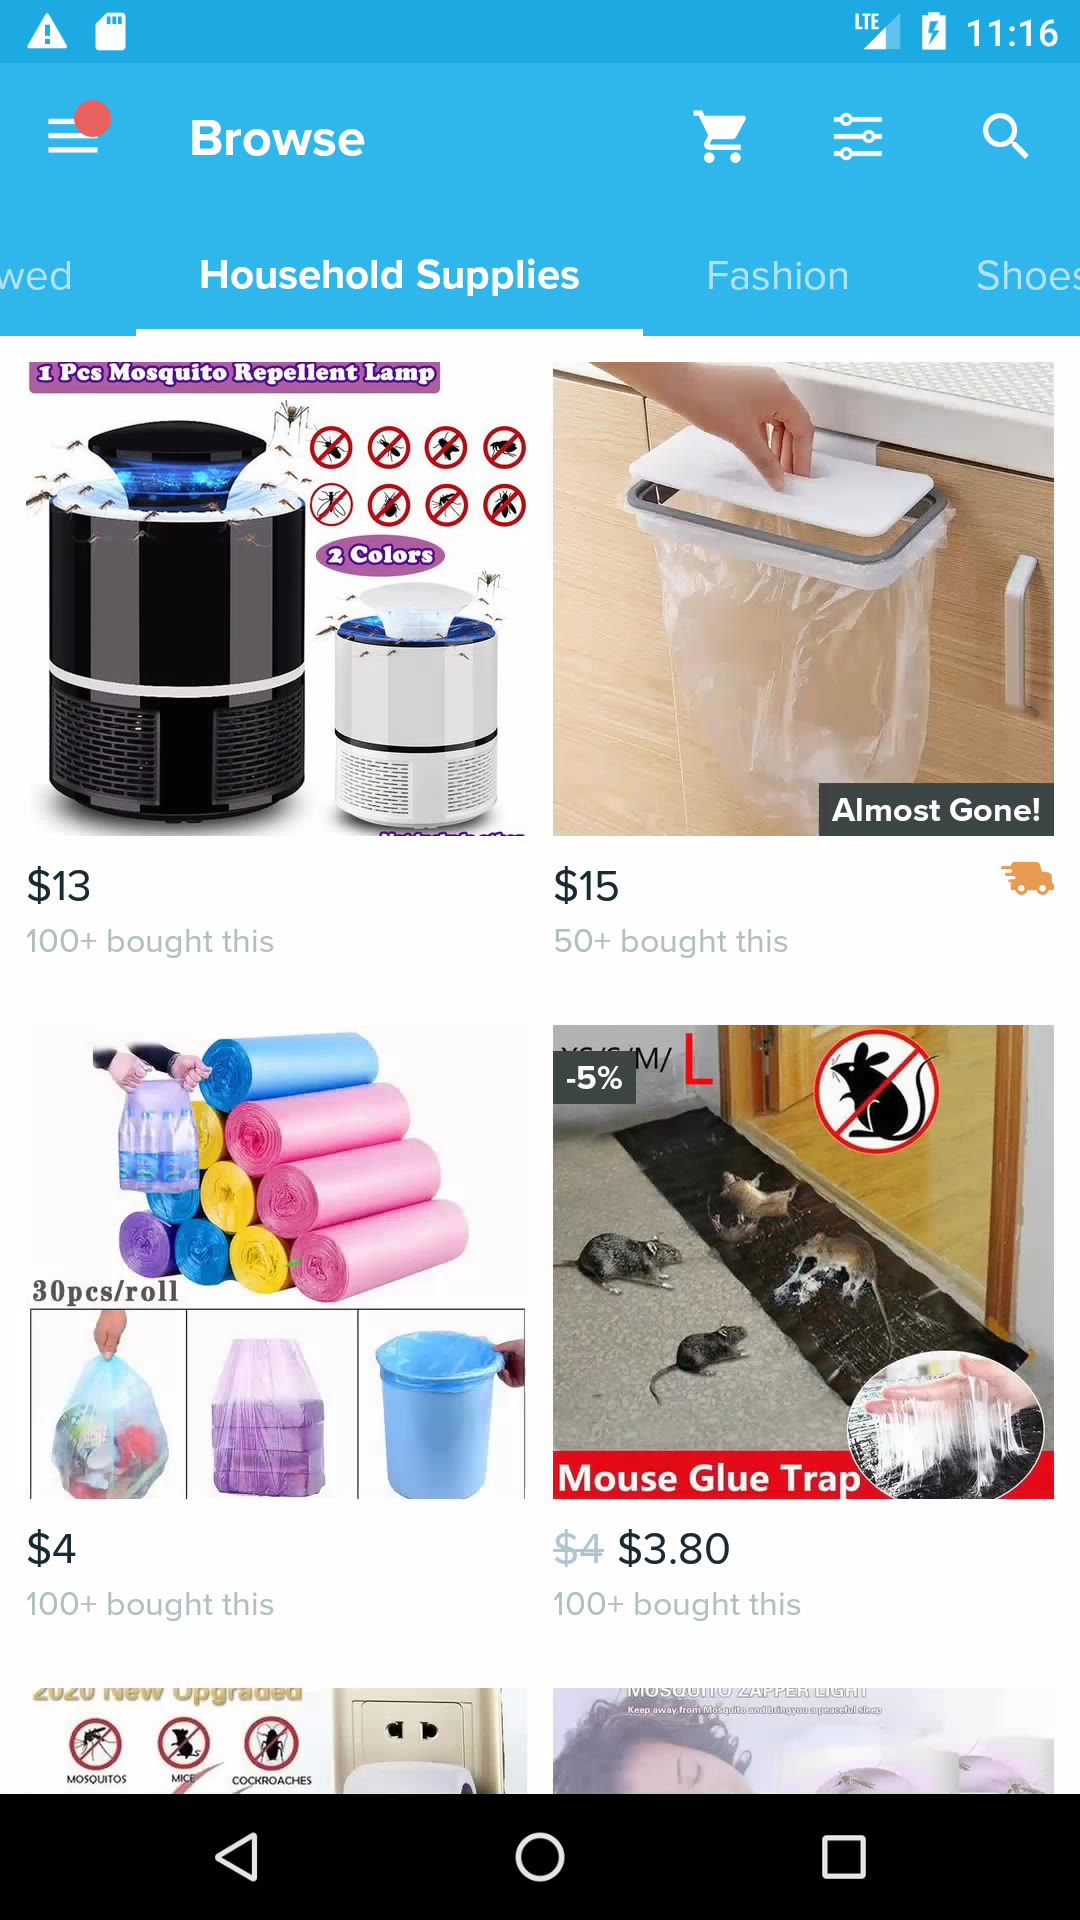 LTE 11:16
Browse
wed Household Supplies Fashion Shoes
1 Pcs Mosquito Repellent Lamp
2 Colors
Almost Gone!
$13
100+ bought this
$15
50+ bought this
30pcs/roll
-5% M/ L
Mouse Glue Trap
$4
100+ bought this
$4 $3.80
100+ bought this
2020 New Upgraded
MOSQUITOS MICE COCKROACHES
MOSQUITO ZAPPER LIGHT
Keep away from Mosquito and bring you a peaceful sleep